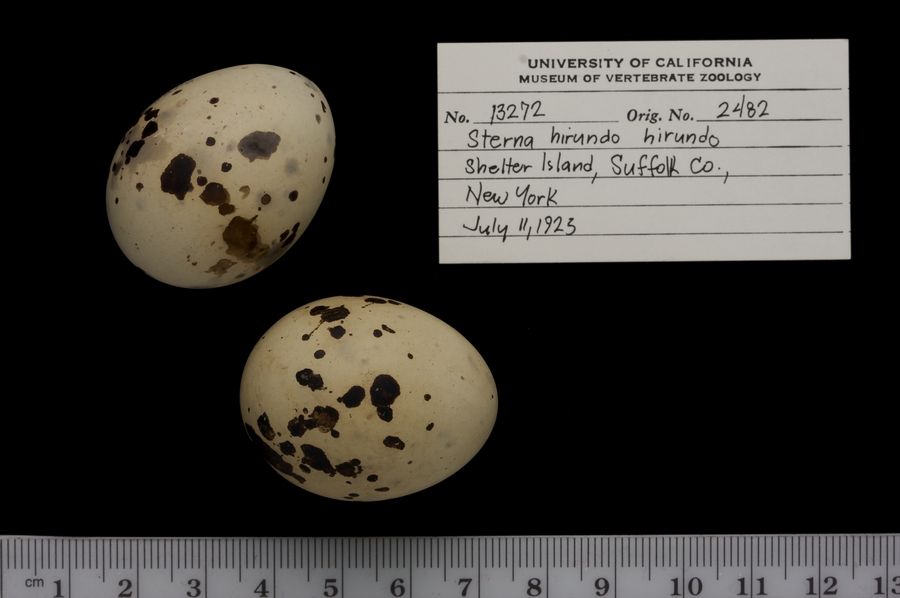 UNIVERSITY OF CALIFORNIA
MUSEUM OF VERTEBRATE ZOOLOGY
No. 13272 Orig. No. 2482
Sterna hirundo hirundo
Shelter Island, Suffolk Co.,
New York
July 11, 1923
cm 1 2 3 4 5 6 7 8 9 10 11 12 13